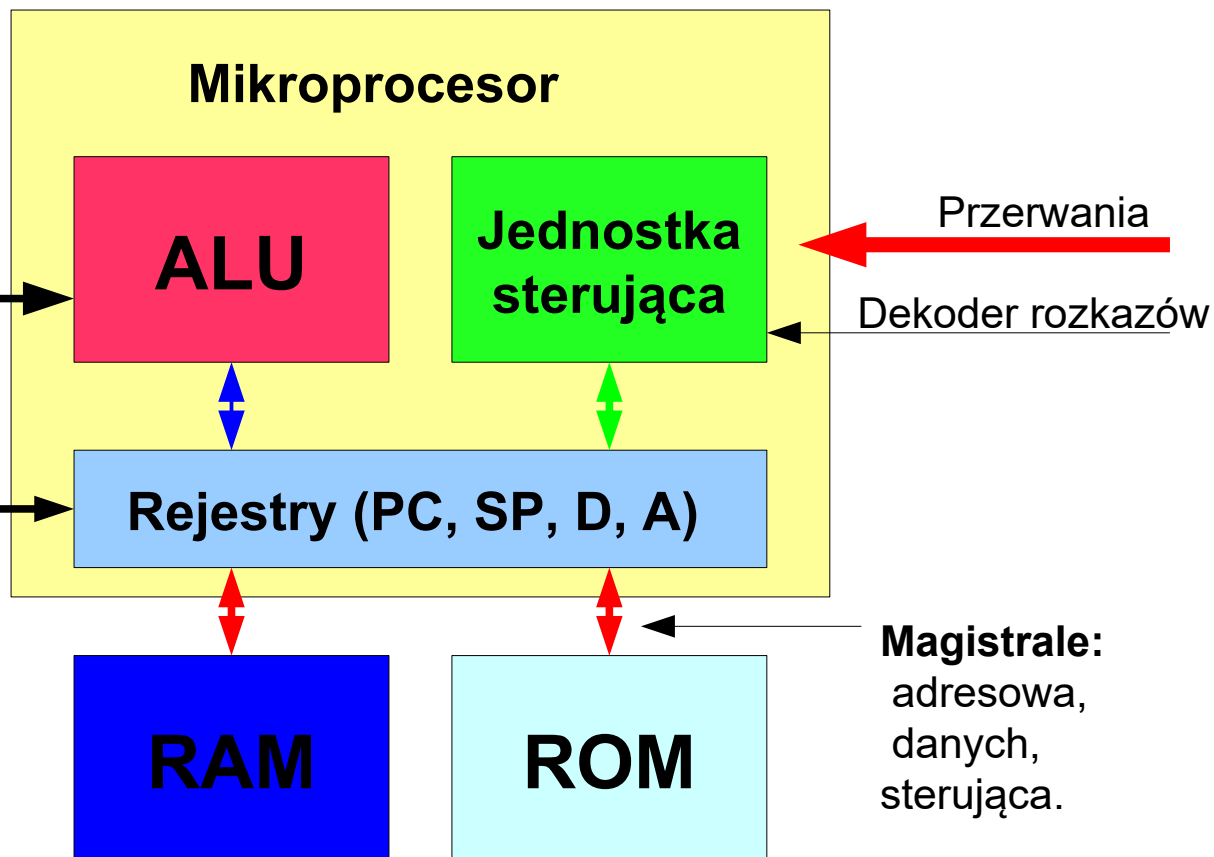 Mikroprocesor
ALU
Jednostka
sterująca
Przerwania
Dekoder rozkazów
Rejestry (PC, SP, D, A)
RAM
ROM
Magistrale:
adresowa,
danych,
sterująca.